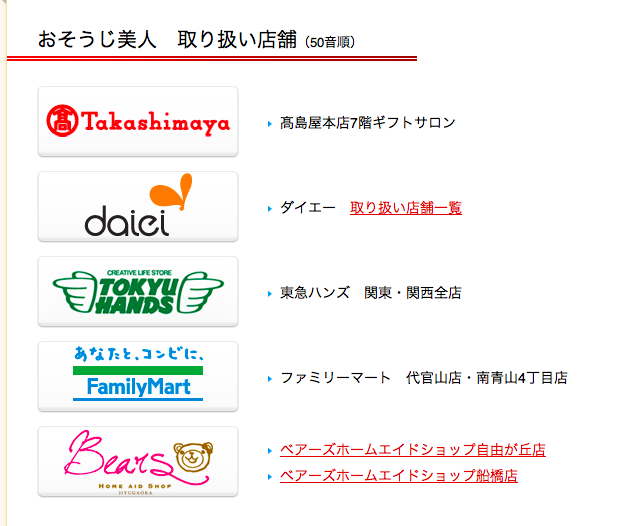 おそうじ美人　取り扱い店舗（50音順）
髙 Takashimaya
髙島屋本店7階ギフトサロン
daiei
ダイエー　取り扱い店舗一覧
CREATIVE LIFE STORE
TOKYU
HANDS
東急ハンズ　関東・関西全店
あなたと、コンビに、
FamilyMart
ファミリーマート　代官山店・南青山4丁目店
Bears
HOME AID SHOP
JIYUGAOKA
ベアーズホームエイドショップ自由が丘店
ベアーズホームエイドショップ船橋店